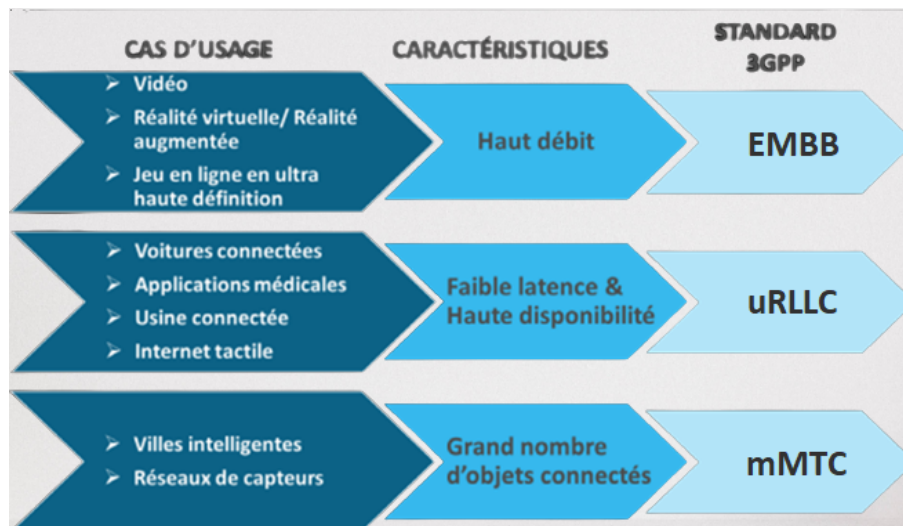 CAS D'USAGE
CARACTÉRISTIQUES
STANDARD
3GPP
➢ Vidéo
➢ Réalité virtuelle/ Réalité
augmentée
➢ Jeu en ligne en ultra
haute définition
Haut débit
EMBB
➢ Voitures connectées
➢ Applications médicales
➢ Usine connectée
➢ Internet tactile
Faible latence &
Haute disponibilité
uRLLC
➢ Villes intelligentes
➢ Réseaux de capteurs
Grand nombre
d'objets connectés
mMTC